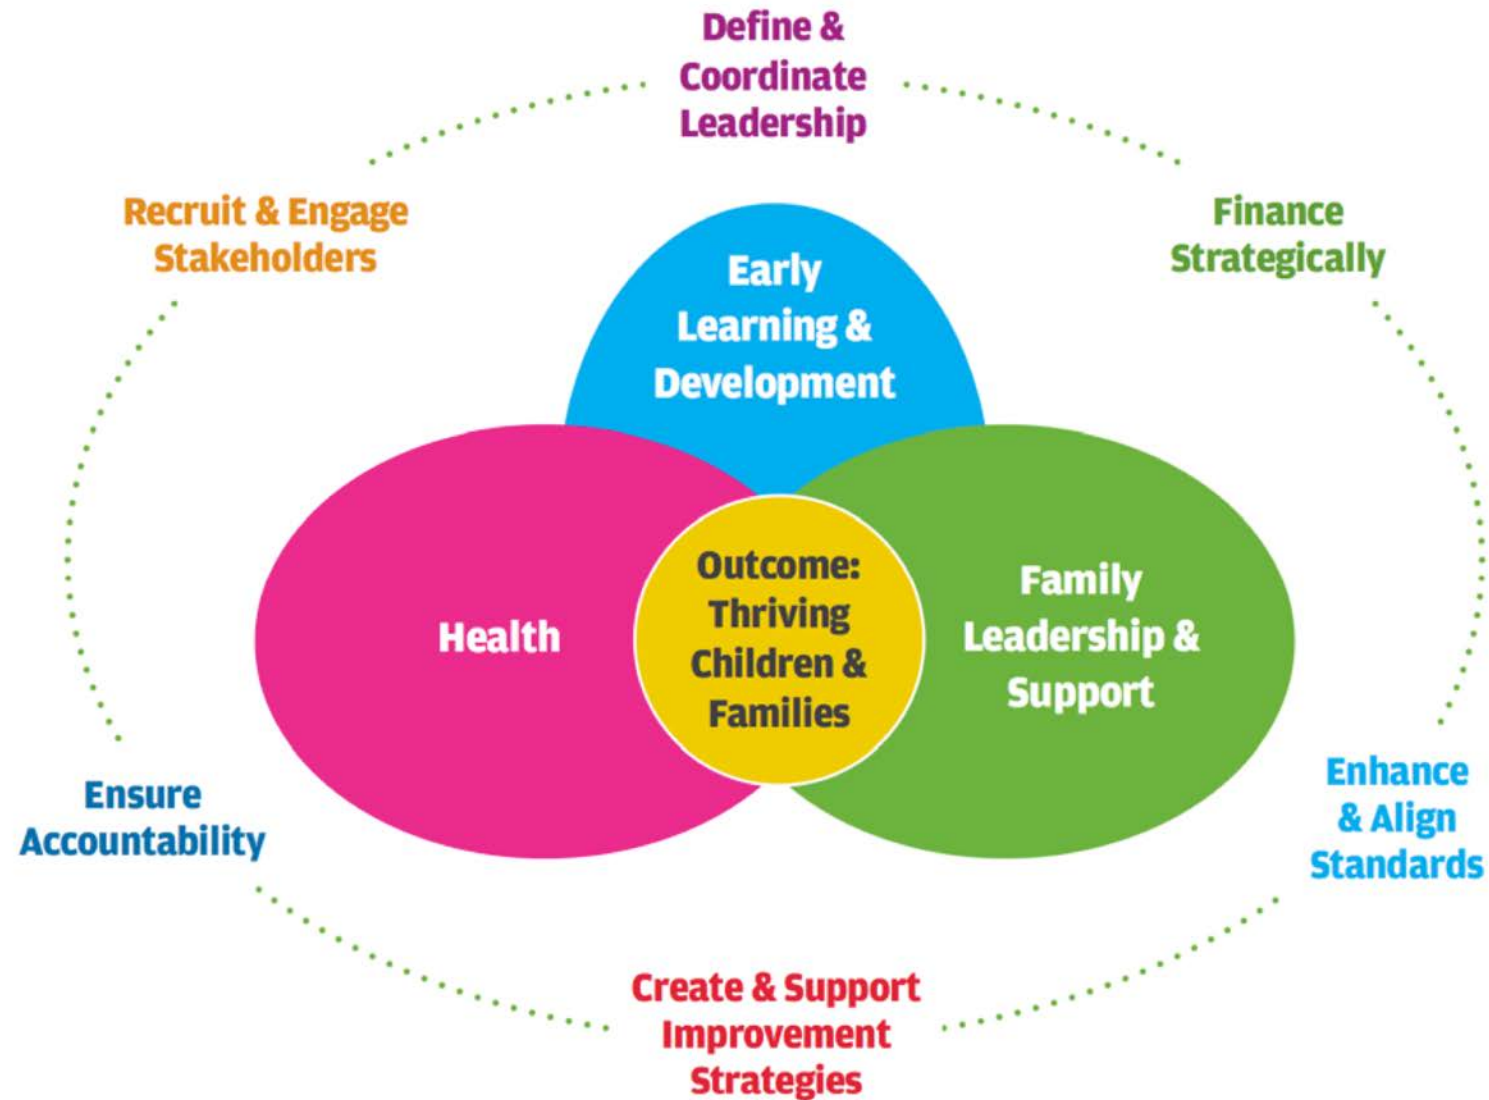 Define &
Coordinate
Leadership
Recruit & Engage
Stakeholders
Finance
Strategically
Early
Learning &
Development
Health
Outcome:
Thriving
Children &
Families
Family
Leadership &
Support
Ensure
Accountability
Enhance
& Align
Standards
Create & Support
Improvement
Strategies